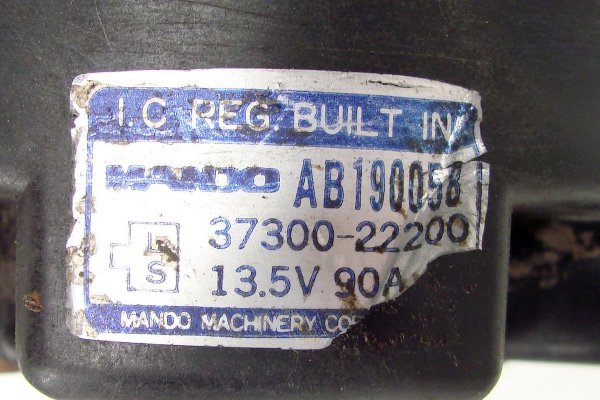 I.C REG. BUILT IN
MANDO AB190058
37300-22200
L
S
13.5V 90A
MANDO MACHINERY CO